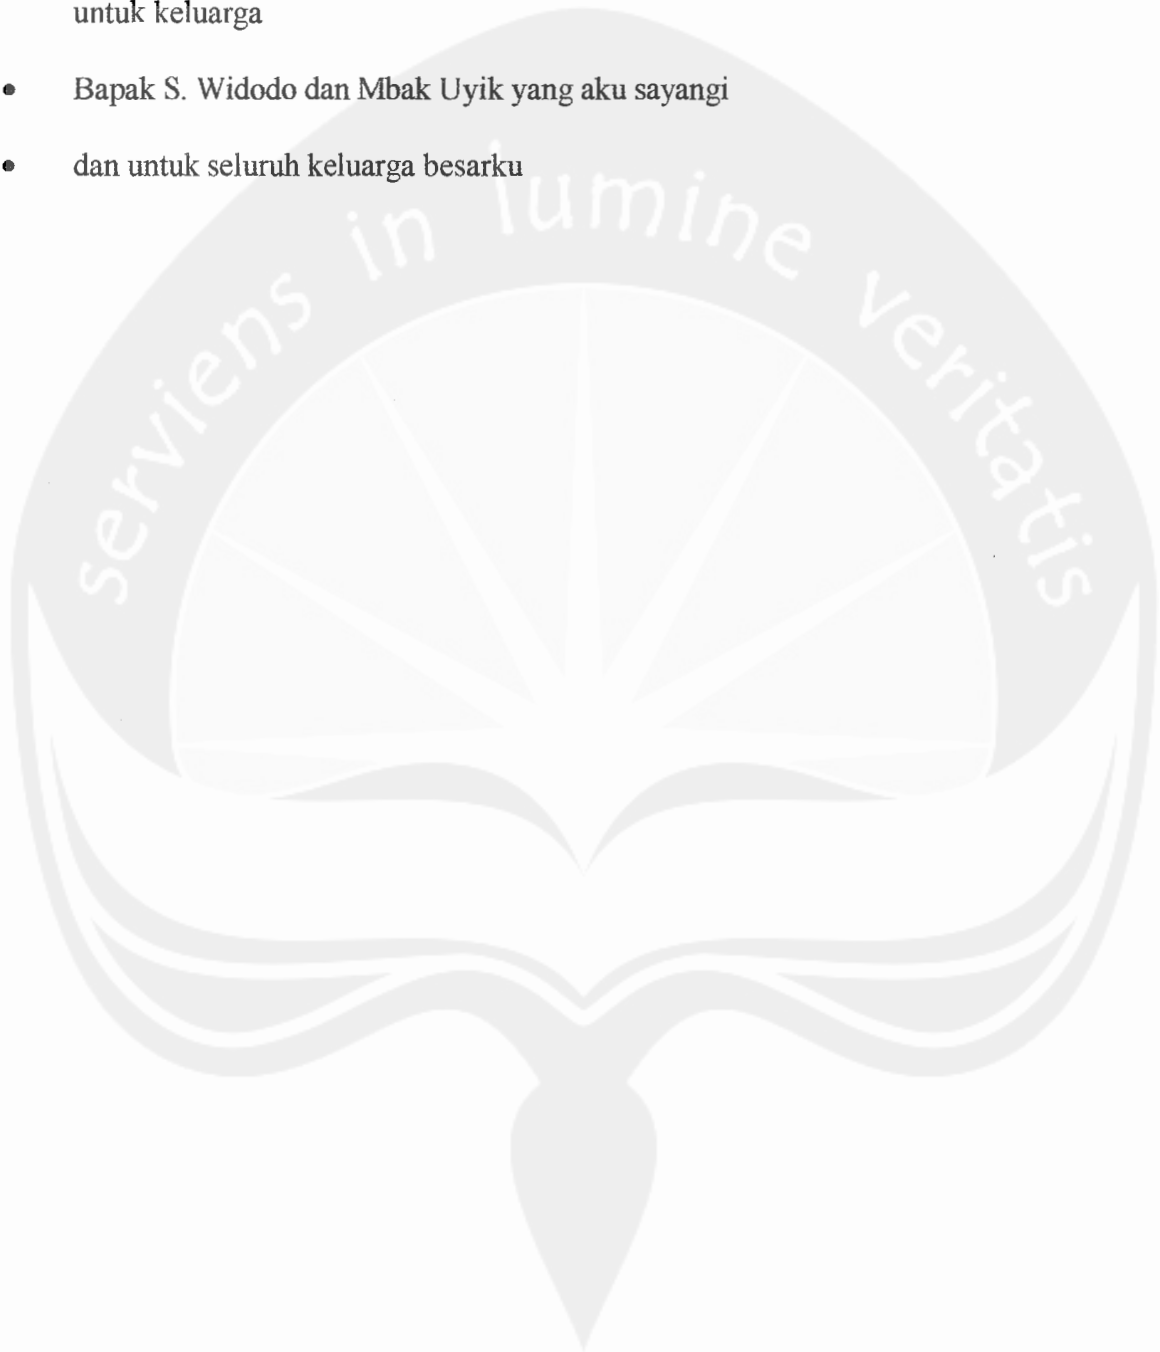 untuk keluarga
• Bapak S. Widodo dan Mbak Uyik yang aku sayangi
• dan untuk seluruh keluarga besarku
serviens in lumine veritatis